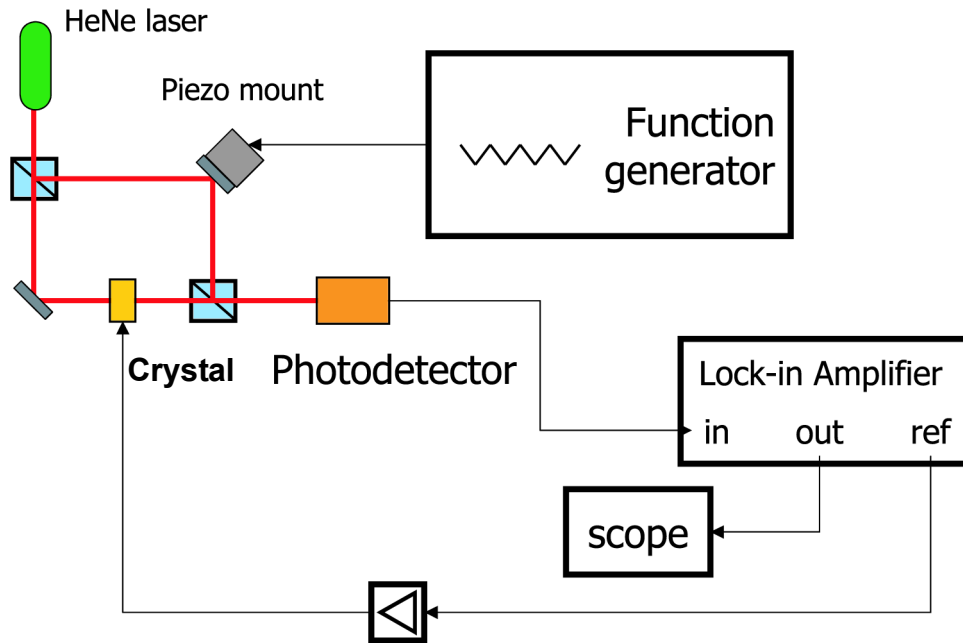 HeNe laser
Piezo mount
Function
generator
Crystal
Photodetector
Lock-in Amplifier
in out ref
scope